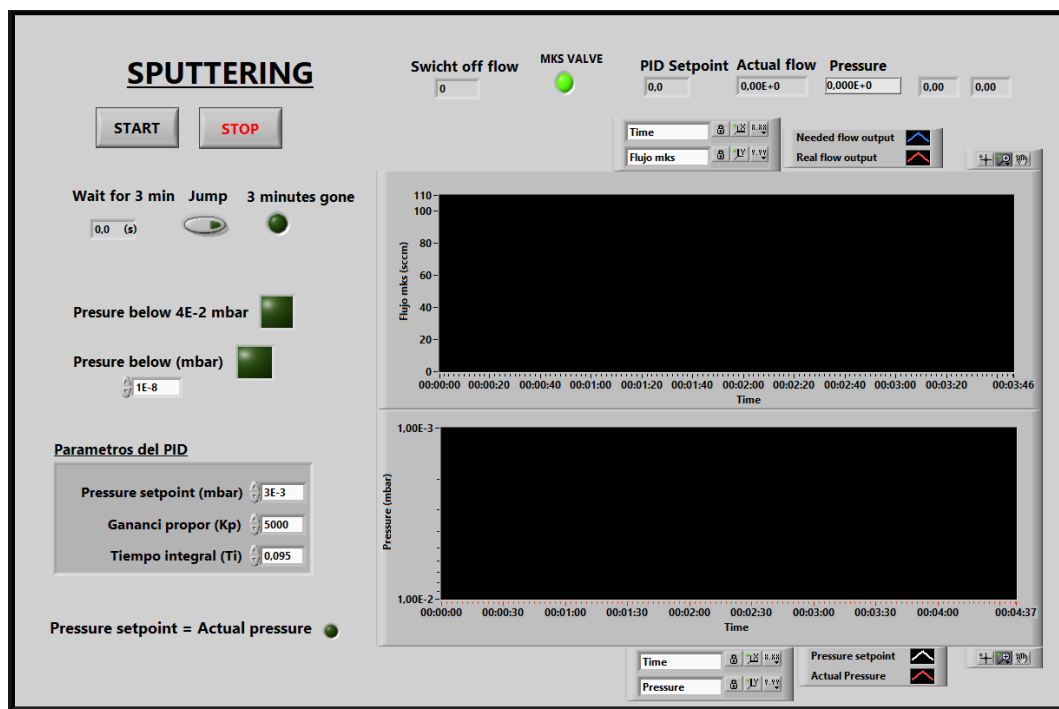 SPUTTERING
START
STOP
Swicht off flow
0
MKS VALVE
PID Setpoint
0,0
Actual flow
0,00E+0
Pressure
0,000E+0
0,00
0,00
Wait for 3 min
0,0 (s)
Jump
3 minutes gone
Presure below 4E-2 mbar
Presure below (mbar)
1E-8
Parametros del PID
Pressure setpoint (mbar) 3E-3
Gananci propor (Kp) 5000
Tiempo integral (Ti) 0,095
Pressure setpoint = Actual pressure
Time
Flujo mks
Needed flow output
Real flow output
Flujo mks (sccm)
110
100
80
60
40
20
0
00:00:00 00:00:20 00:00:40 00:01:00 00:01:20 00:01:40 00:02:00 00:02:20 00:02:40 00:03:00 00:03:20 00:03:46
Time
Pressure (mbar)
1,00E-3
1,00E-2
00:00:00 00:00:30 00:01:00 00:01:30 00:02:00 00:02:30 00:03:00 00:03:30 00:04:00 00:04:37
Time
Time
Pressure
Pressure setpoint
Actual Pressure